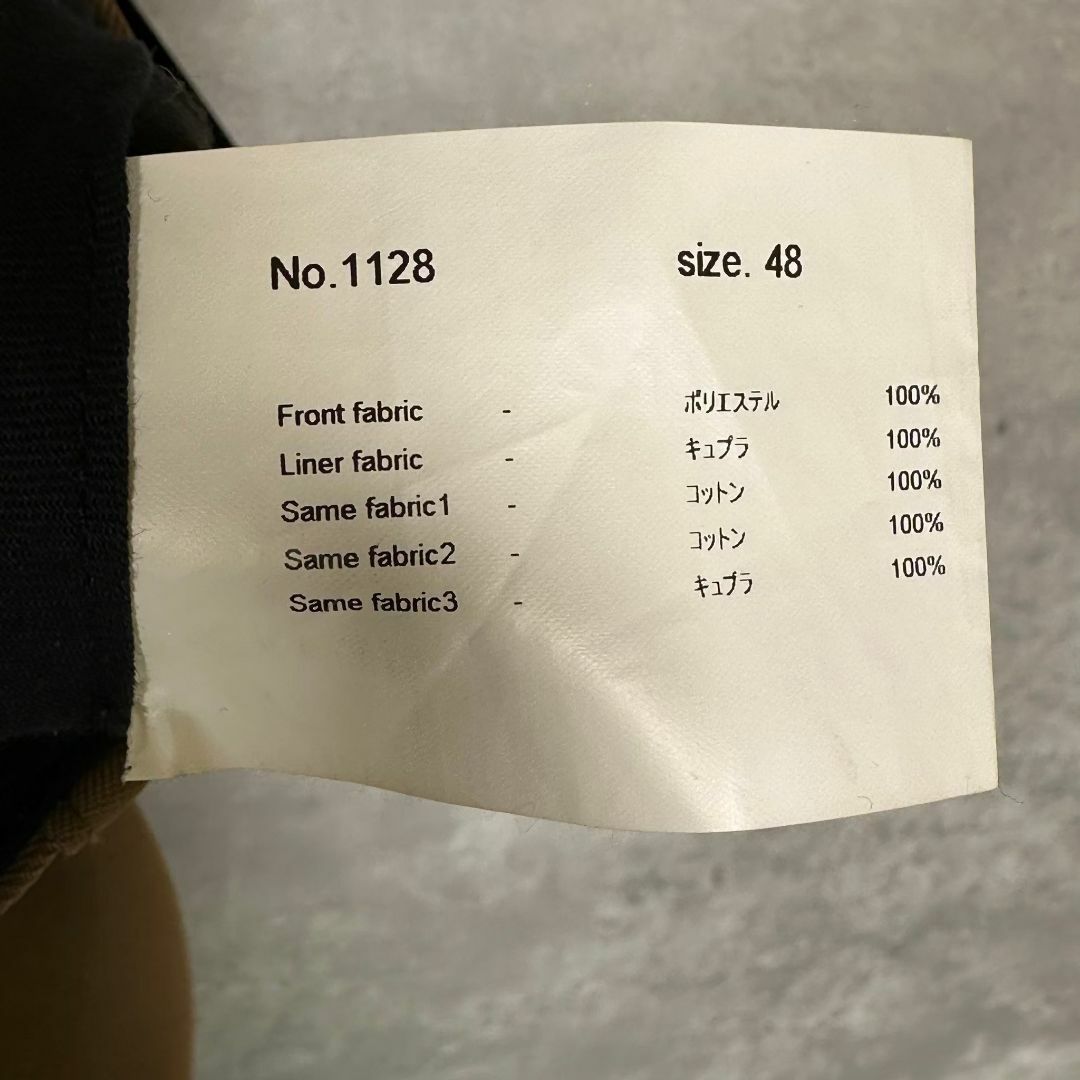 No.1128 size. 48
Front fabric - ポリエステル 100%
Liner fabric - キュプラ 100%
Same fabric1 - コットン 100%
Same fabric2 - コットン 100%
Same fabric3 - キュプラ 100%